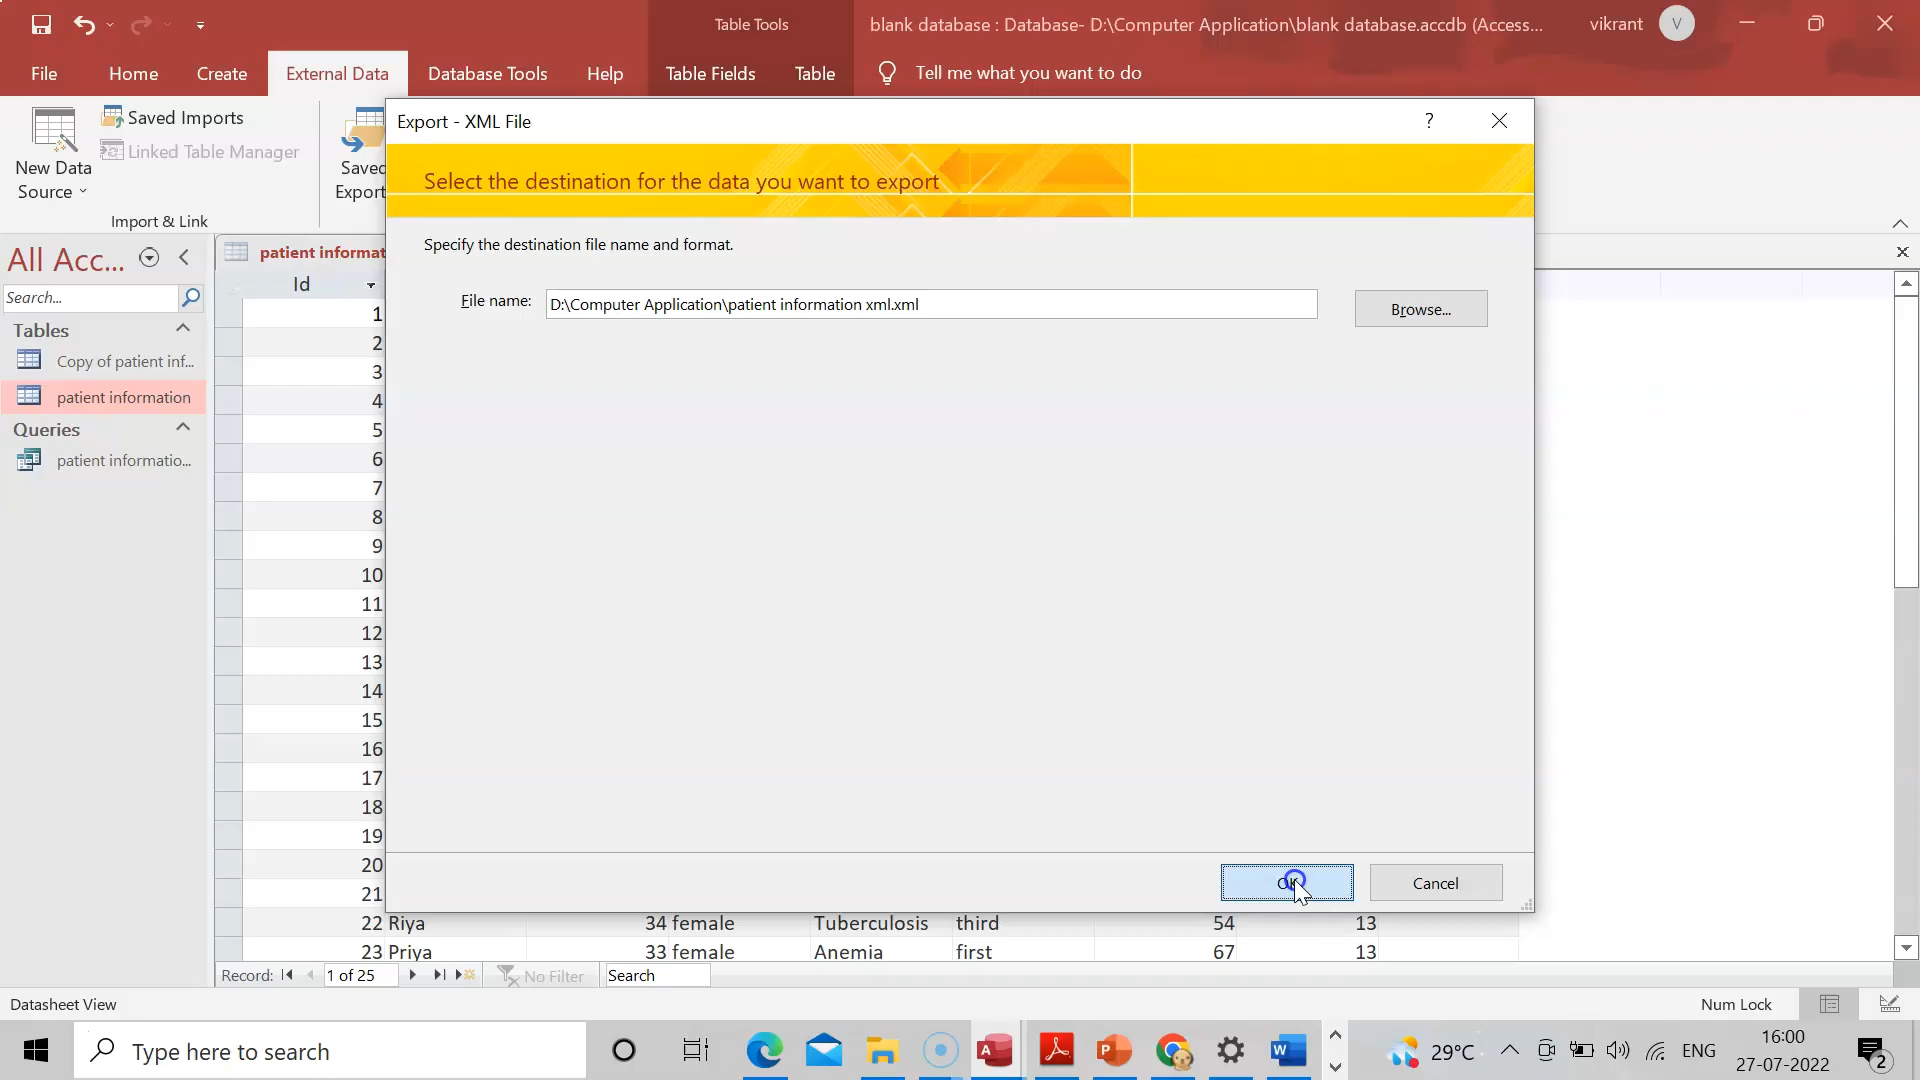 Table Tools
blank database : Database- D:\Computer Application\blank database.accdb (Access...
vikrant
V
File
Home
Create
External Data
Database Tools
Help
Table Fields
Table
Tell me what you want to do
New Data
Source
Saved Imports
Linked Table Manager
Import & Link
Saved
Export
Export - XML File
?
Select the destination for the data you want to export
Specify the destination file name and format.
File name:
D:\Computer Application\patient information xml.xml
Browse...
OK
Cancel
All Acc...
Search...
Tables
Copy of patient inf...
patient information
Queries
patient informatio...
patient informat
Id
1
2
3
4
5
6
7
8
9
10
11
12
13
14
15
16
17
18
19
20
21
22 Riya 34 female Tuberculosis third 54 13
23 Priya 33 female Anemia first 67 13
Record: 1 of 25 No Filter Search
Datasheet View
Num Lock
Type here to search
29°C
ENG
16:00
27-07-2022
2